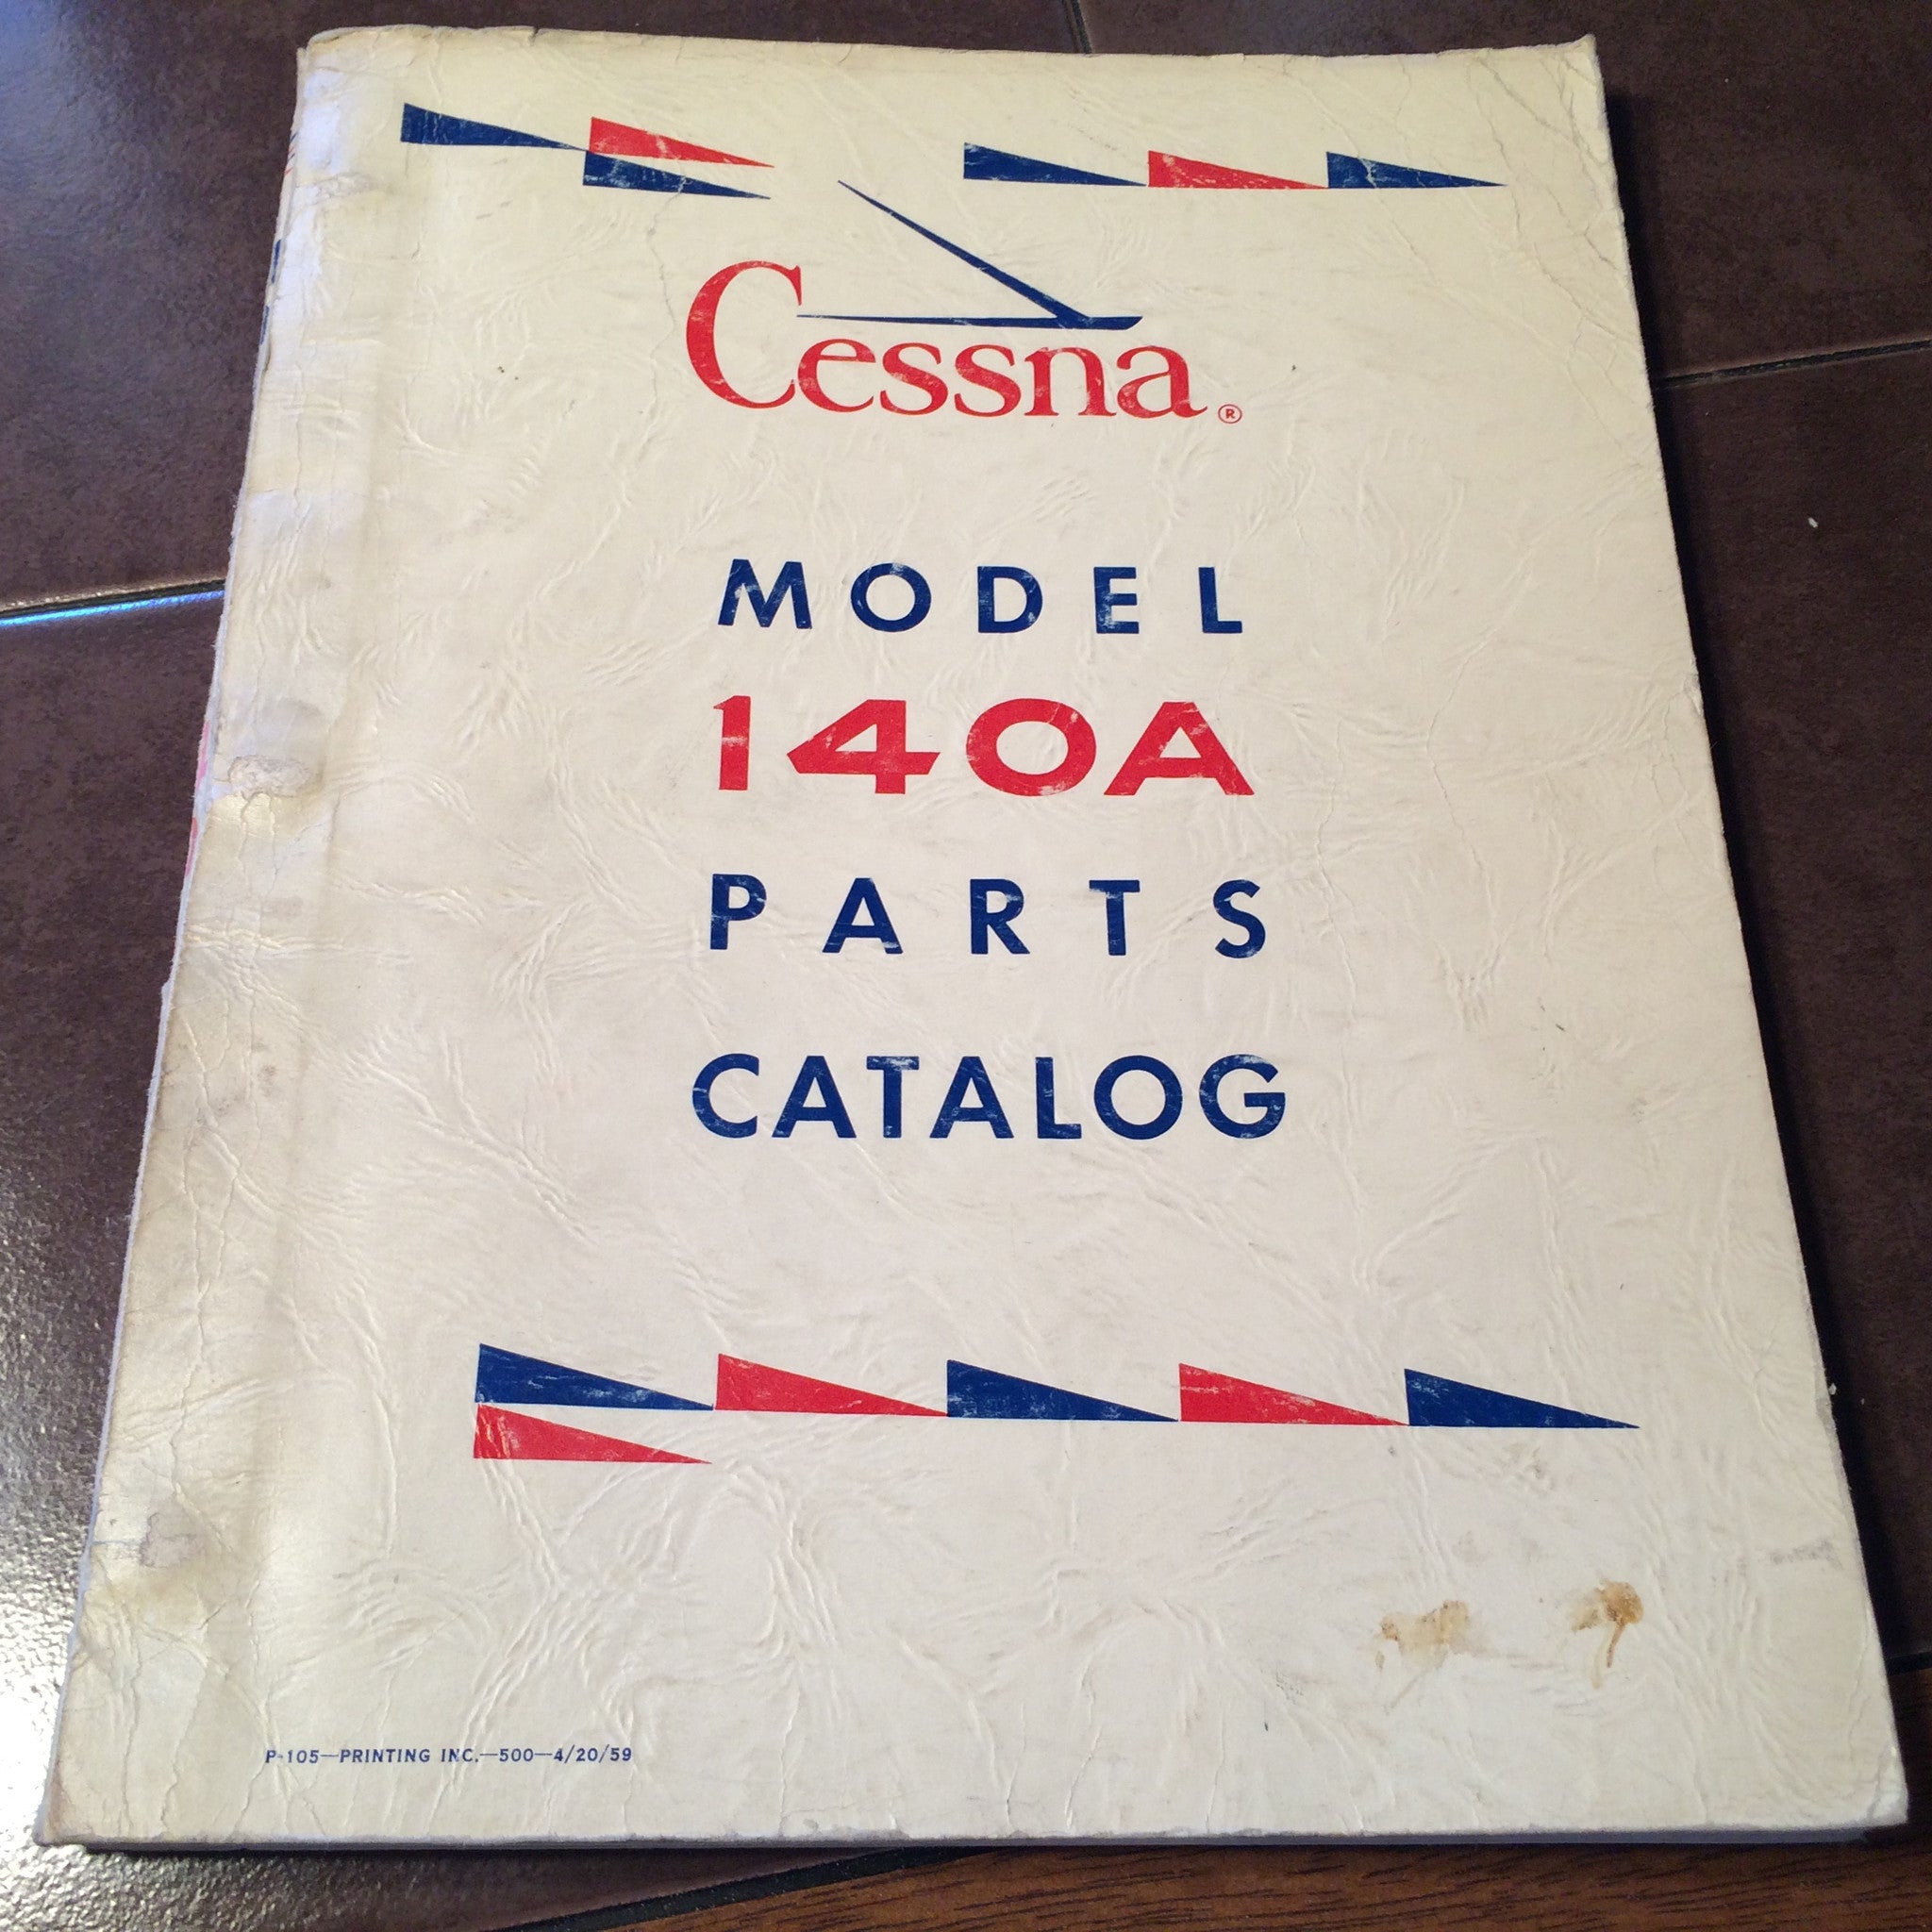 Cessna®
MODEL
140A
PARTS
CATALOG
P-105—PRINTING INC.—500—4/20/59